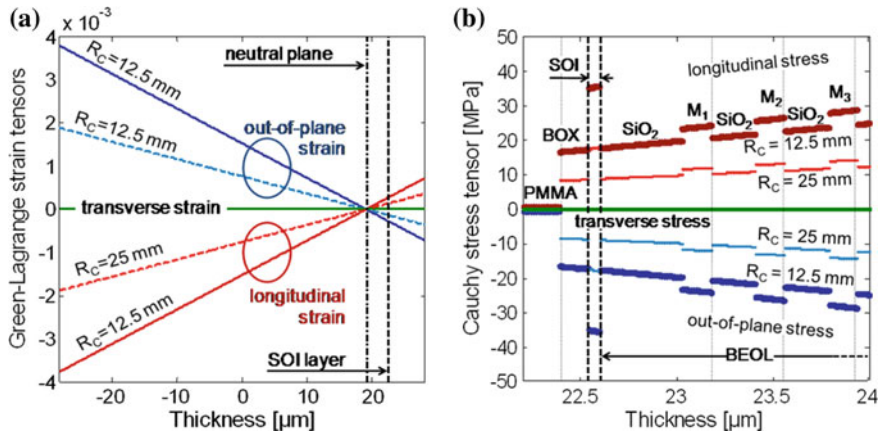 (a)
x 10⁻³
4
3
2
1
0
-1
-2
-3
-4
Green-Lagrange strain tensors
R_C=12.5 mm
R_C=12.5 mm
neutral plane
out-of-plane
strain
transverse strain
R_C=25 mm
longitudinal
strain
R_C=12.5 mm
SOI layer
-20
-10
0
10
20
Thickness [µm]
(b)
50
40
30
20
10
0
-10
-20
-30
-40
-50
Cauchy stress tensor [MPa]
SOI
longitudinal stress
M₁
M₂
M₃
BOX
SiO₂
SiO₂
SiO₂
R_C = 12.5 mm
R_C = 25 mm
PMMA
transverse stress
R_C = 25 mm
R_C = 12.5 mm
out-of-plane stress
BEOL
22.5
23
23.5
24
Thickness [µm]